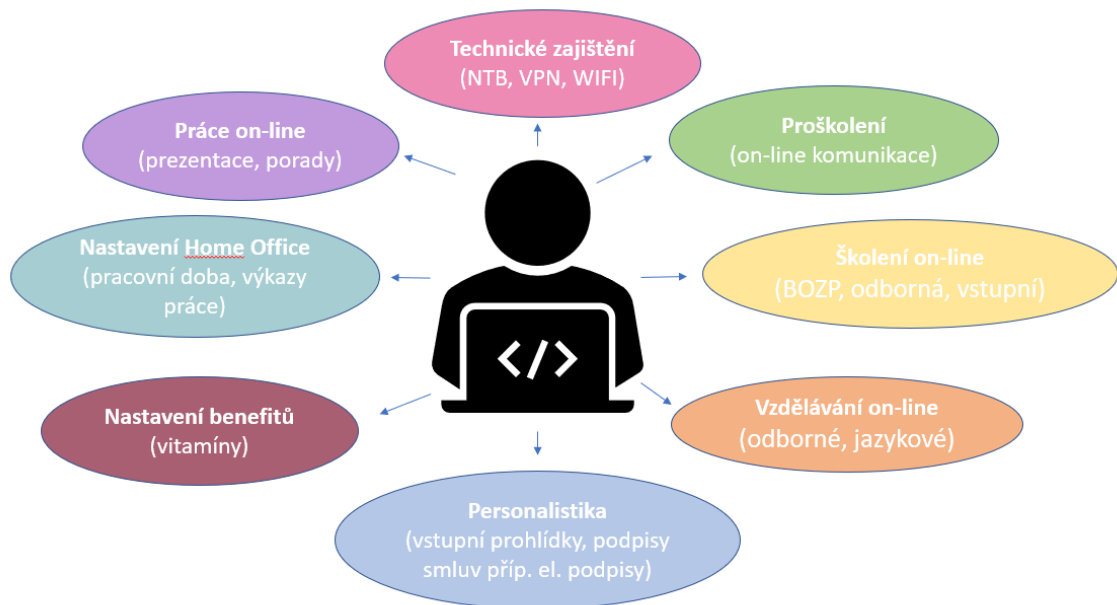 Technické zajištění
(NTB, VPN, WIFI)
Práce on-line
(prezentace, porady)
Proškolení
(on-line komunikace)
Nastavení Home Office
(pracovní doba, výkazy
práce)
Školení on-line
(BOZP, odborná, vstupní)
</>
Nastavení benefitů
(vitamíny)
Vzdělávání on-line
(odborné, jazykové)
Personalistika
(vstupní prohlídky, podpisy
smluv příp. el. podpisy)